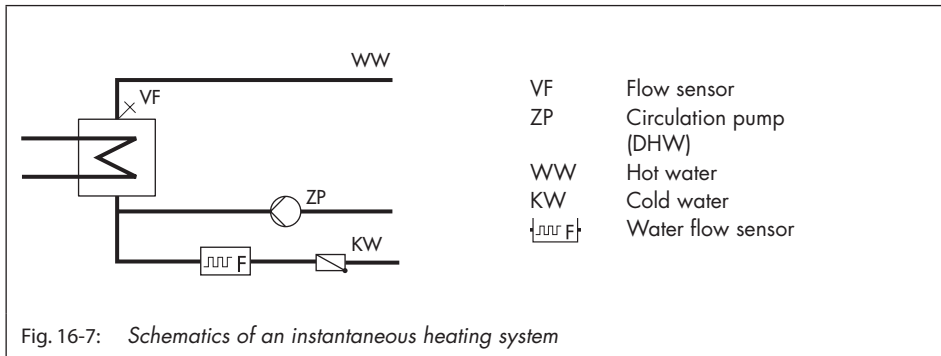 WW
VF
ZP
KW
F
VF Flow sensor
ZP Circulation pump
(DHW)
WW Hot water
KW Cold water
F Water flow sensor
Fig. 16-7: Schematics of an instantaneous heating system